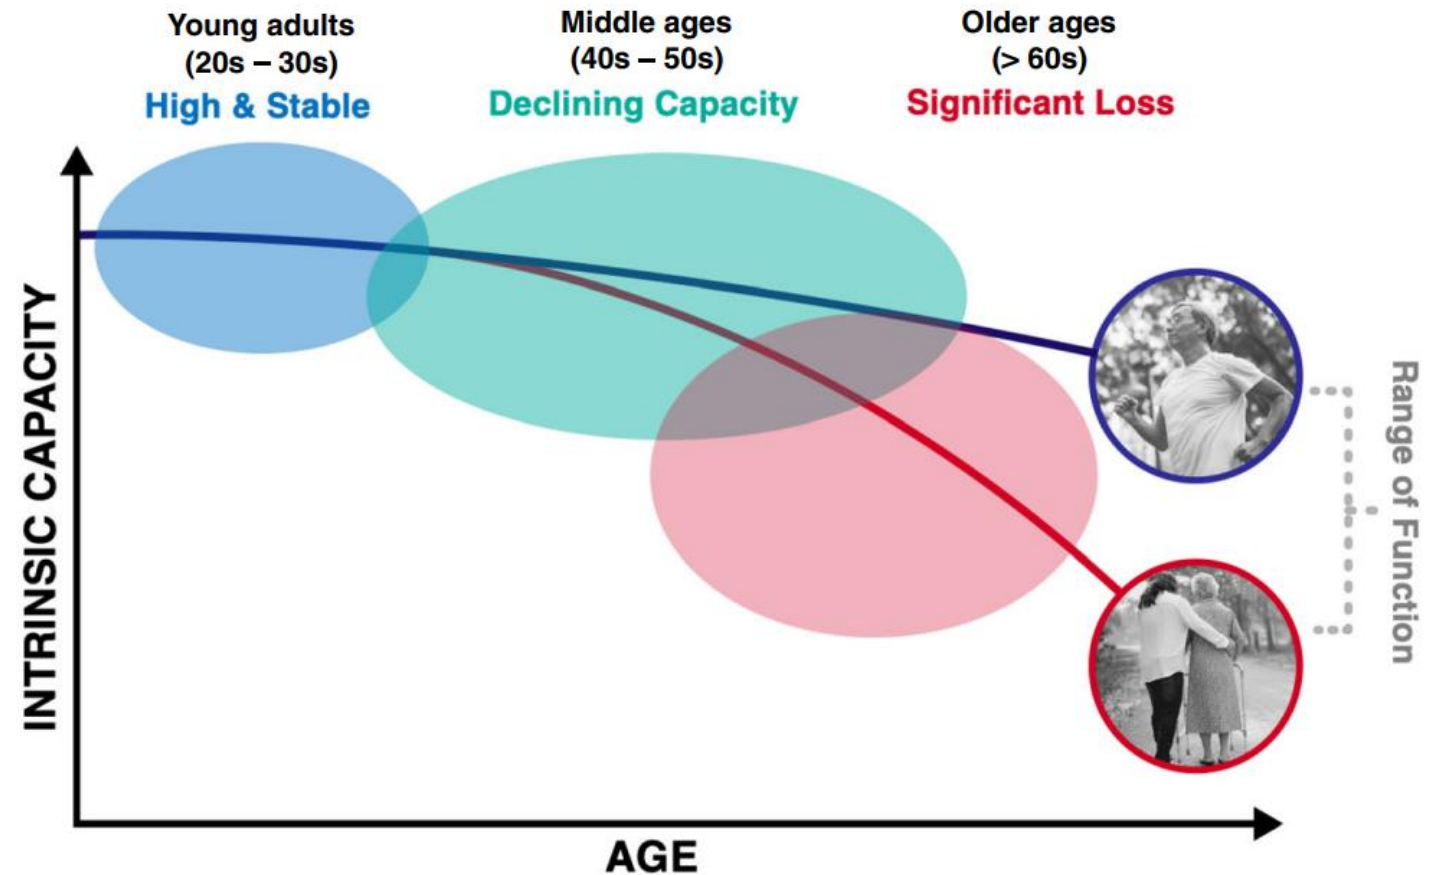 Young adults
(20s – 30s)
High & Stable
Middle ages
(40s – 50s)
Declining Capacity
Older ages
(> 60s)
Significant Loss
INTRINSIC CAPACITY
Range of Function
AGE